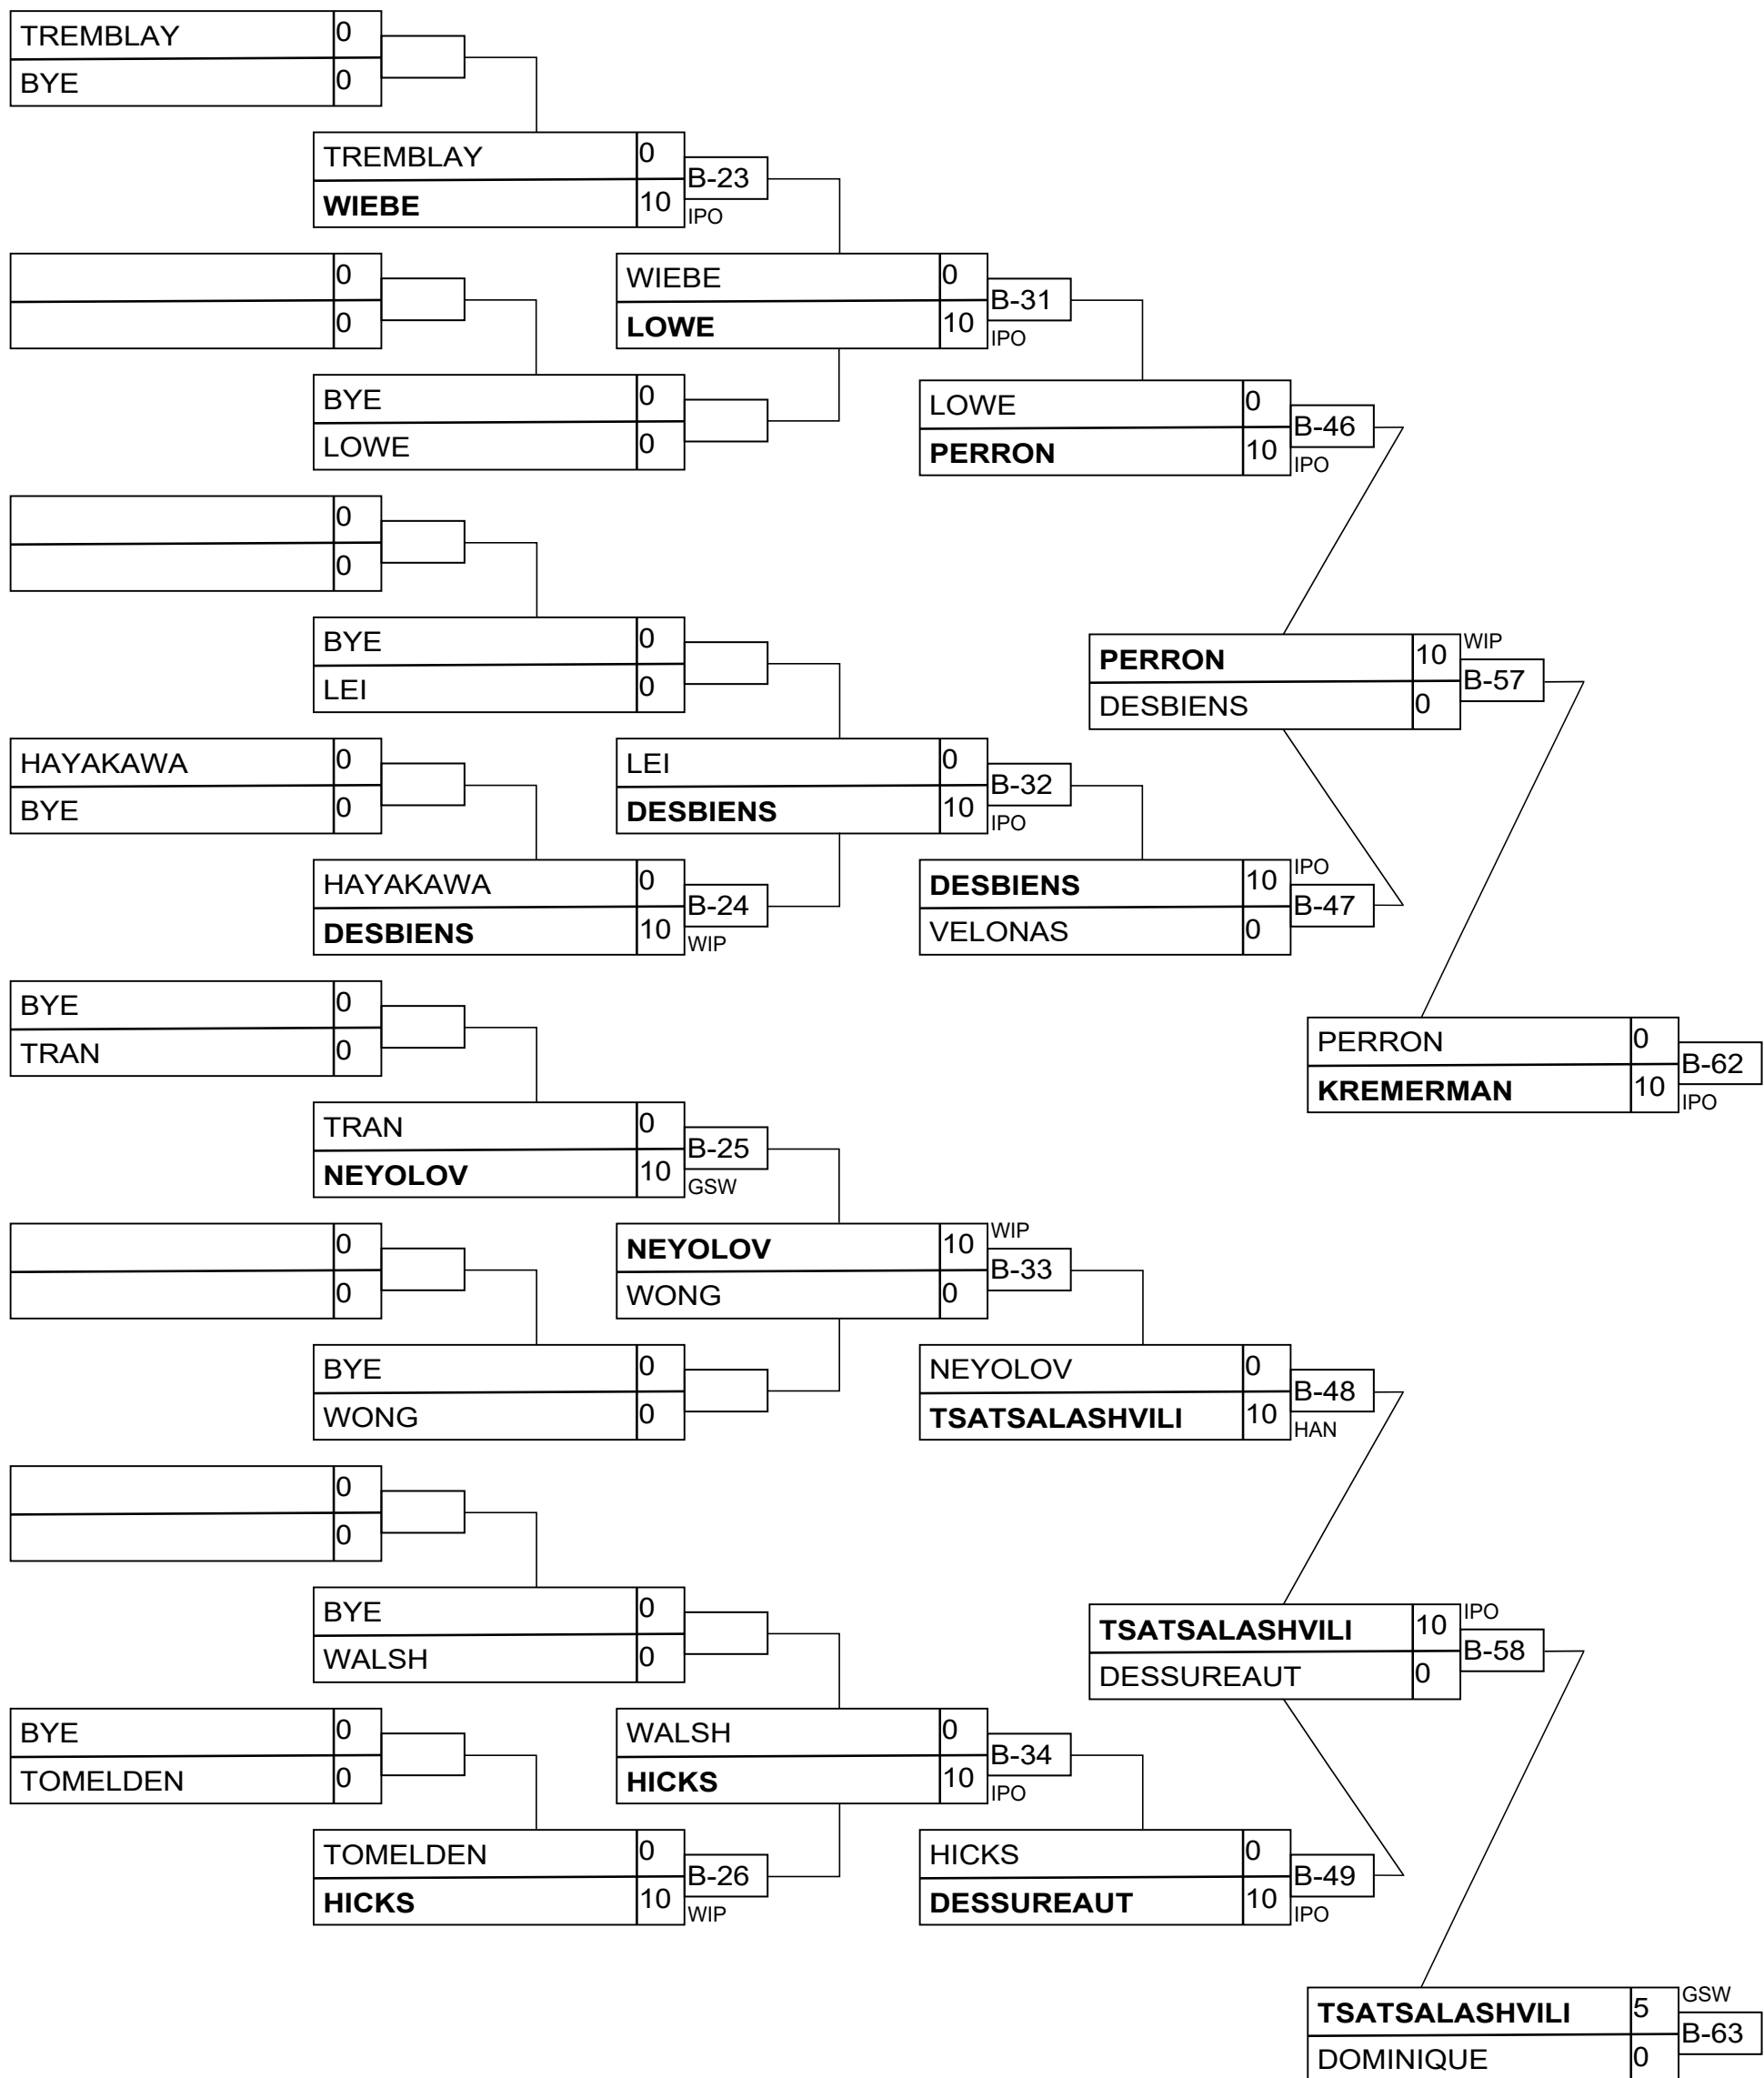 TREMBLAY 0
BYE 0
TREMBLAY 0
B-23
WIEBE 10
IPO
0
0
WIEBE 0
B-31
LOWE 10
IPO
BYE 0
LOWE 0
LOWE 0
B-46
PERRON 10
IPO
0
0
BYE 0
LEI 0
PERRON 10
WIP
B-57
DESBIENS 0
HAYAKAWA 0
BYE 0
LEI 0
B-32
DESBIENS 10
IPO
HAYAKAWA 0
B-24
DESBIENS 10
WIP
DESBIENS 10
IPO
B-47
VELONAS 0
BYE 0
TRAN 0
PERRON 0
B-62
KREMERMAN 10
IPO
TRAN 0
B-25
NEYOLOV 10
GSW
0
0
NEYOLOV 10
WIP
B-33
WONG 0
BYE 0
WONG 0
NEYOLOV 0
B-48
TSATSALASHVILI 10
HAN
0
0
BYE 0
WALSH 0
TSATSALASHVILI 10
IPO
B-58
DESSUREAUT 0
BYE 0
TOMELDEN 0
WALSH 0
B-34
HICKS 10
IPO
TOMELDEN 0
B-26
HICKS 10
WIP
HICKS 0
B-49
DESSUREAUT 10
IPO
TSATSALASHVILI 5
GSW
B-63
DOMINIQUE 0